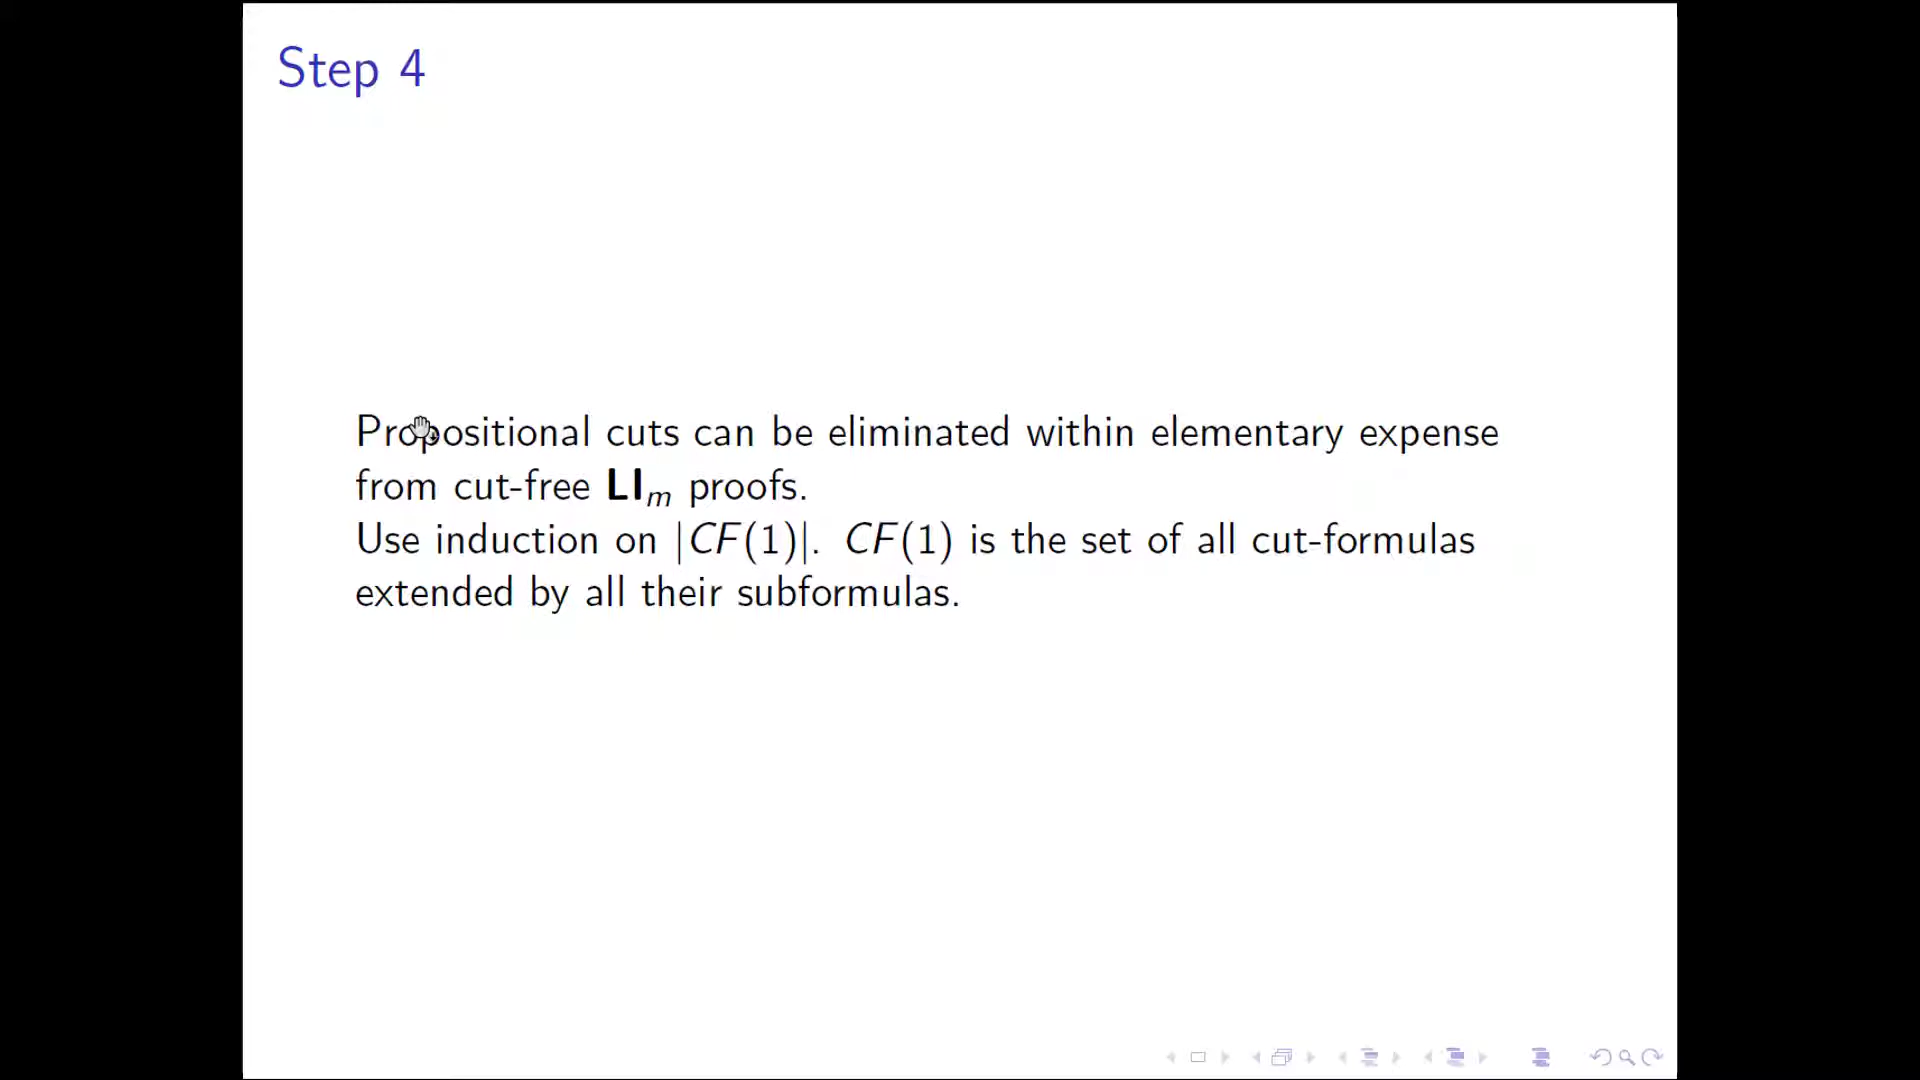 Step 4
Propositional cuts can be eliminated within elementary expense
from cut-free LIₘ proofs.
Use induction on |CF(1)|. CF(1) is the set of all cut-formulas
extended by all their subformulas.